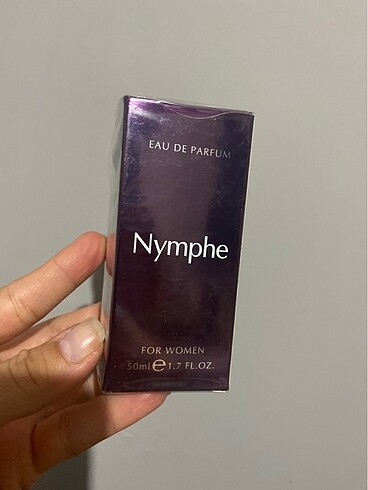 EAU DE PARFUM
Nymphe
FOR WOMEN
50ml℮1.7 FL.OZ.